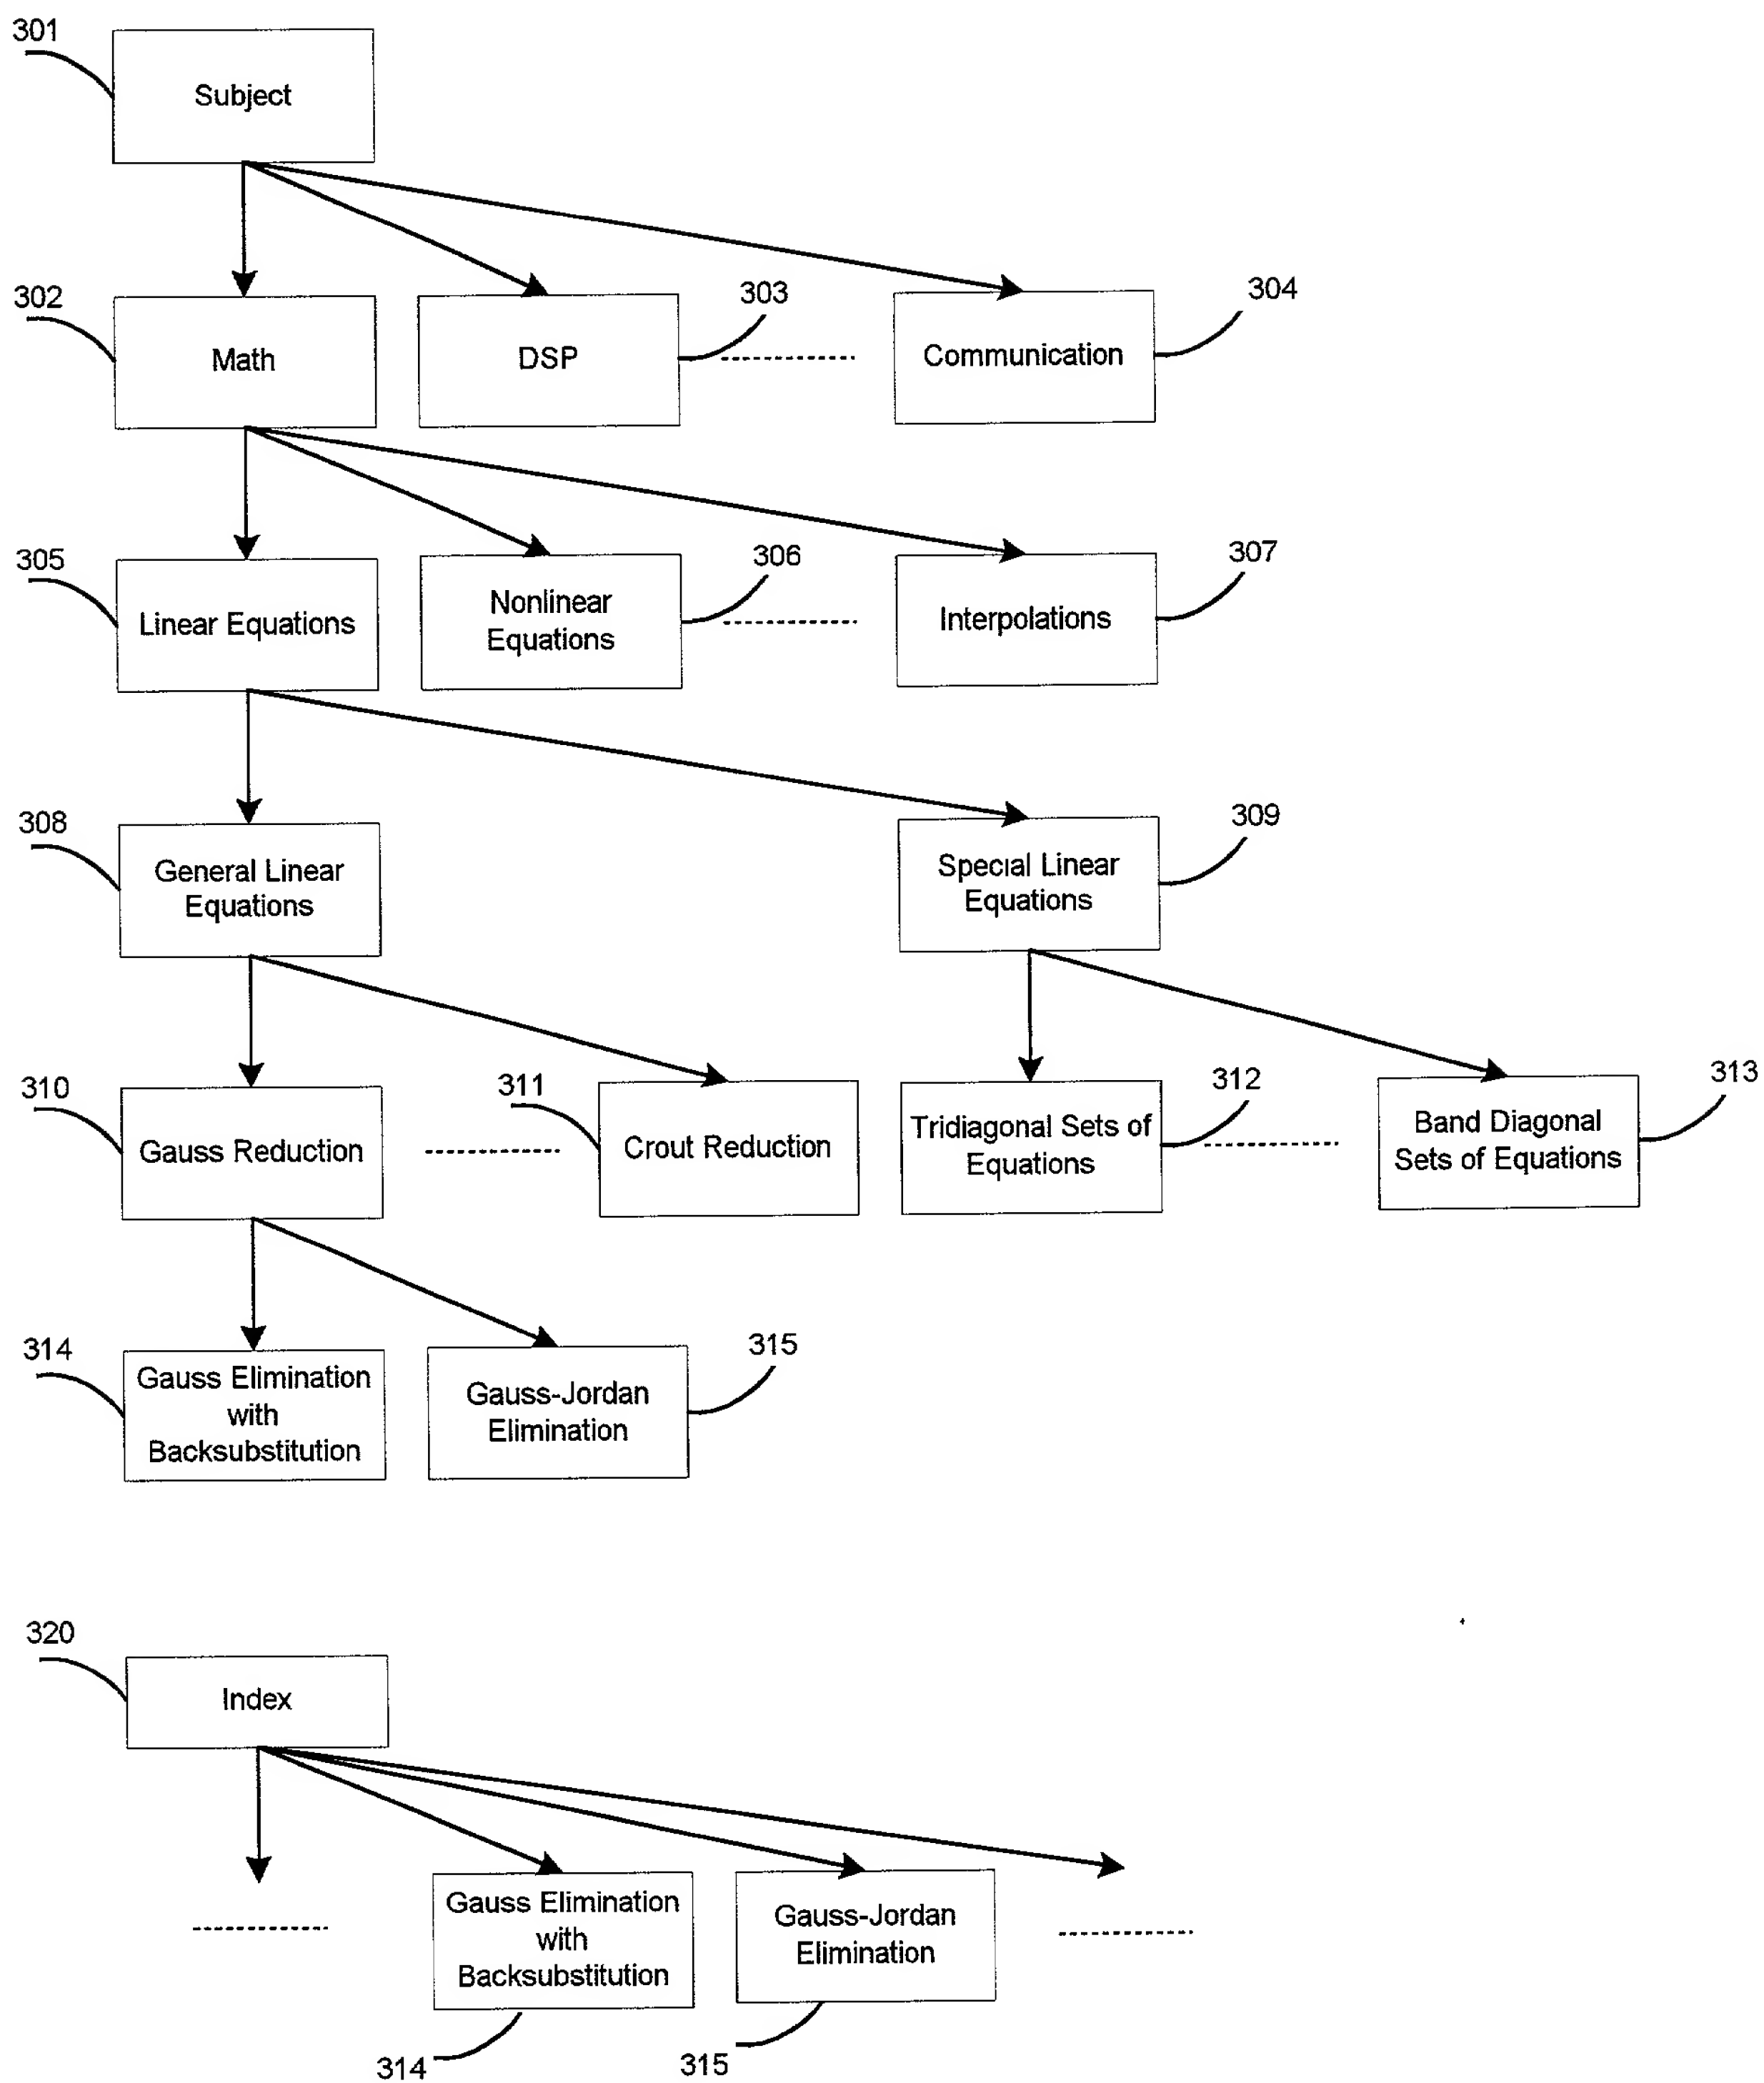 301
Subject
302
Math
DSP
303
Communication
304
305
Linear Equations
Nonlinear
Equations
306
Interpolations
307
308
General Linear
Equations
Special Linear
Equations
309
310
Gauss Reduction
311
Crout Reduction
Tridiagonal Sets of
Equations
312
Band Diagonal
Sets of Equations
313
314
Gauss Elimination
with
Backsubstitution
Gauss-Jordan
Elimination
315
320
Index
Gauss Elimination
with
Backsubstitution
314
Gauss-Jordan
Elimination
315